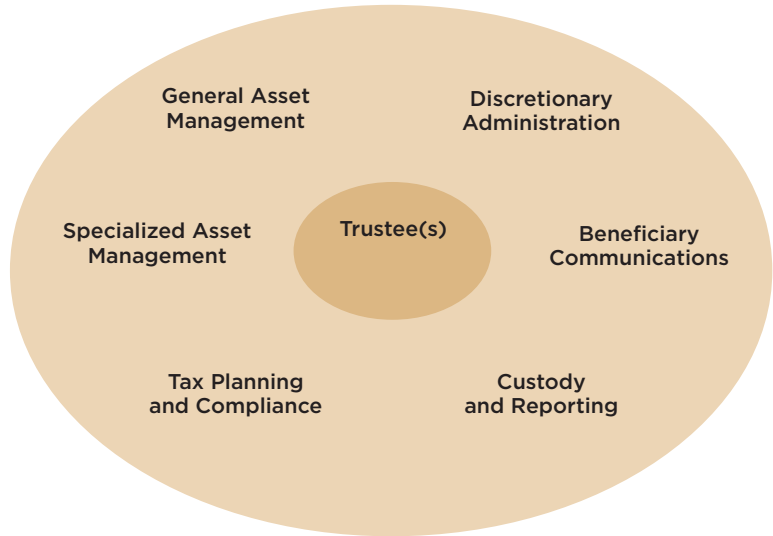 General Asset
Management
Discretionary
Administration
Trustee(s)
Specialized Asset
Management
Beneficiary
Communications
Tax Planning
and Compliance
Custody
and Reporting